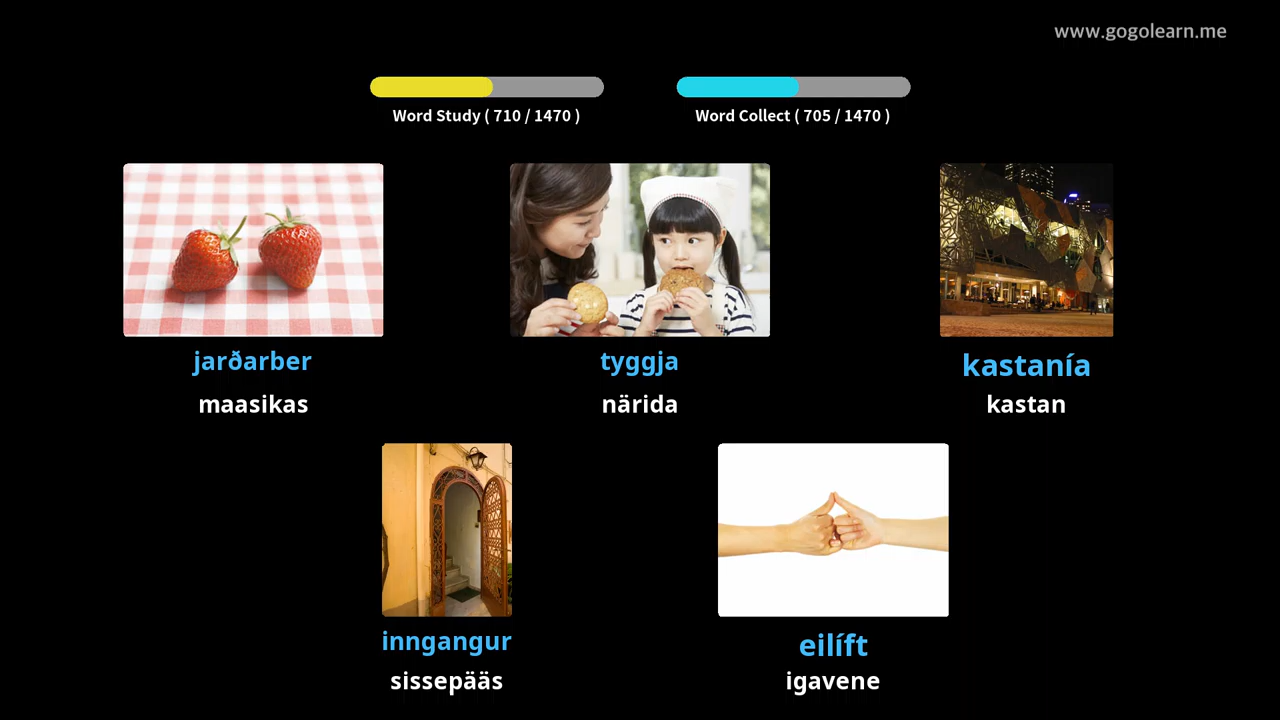 www.gogolearn.me
Word Study ( 710 / 1470 )
Word Collect ( 705 / 1470 )
jarðarber
maasikas
tyggja
närida
kastanía
kastan
inngangur
sissepääs
eilíft
igavene